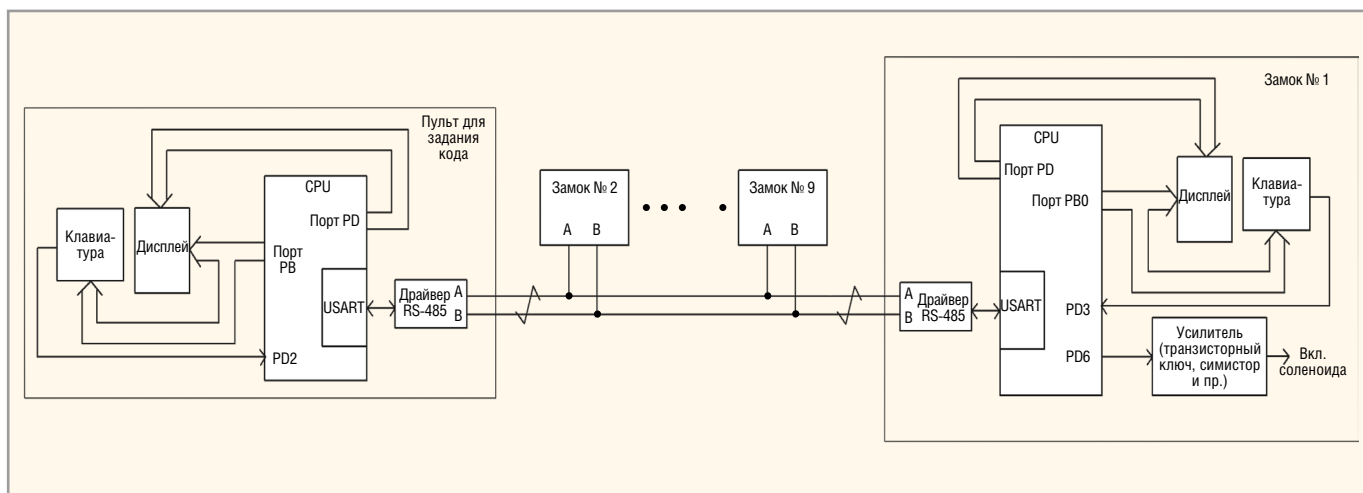 Пульт для
задания
кода
CPU
Порт PD
Клавиа-
тура
Дисплей
Порт
PB
USART
PD2
Драйвер
RS-485
A
B
Замок № 2
A B
Замок № 9
A B
Замок № 1
CPU
Порт PD
Порт PB0
Дисплей
Клавиа-
тура
A
B
Драйвер
RS-485
USART
PD3
PD6
Усилитель
(транзисторный
ключ, симистор
и пр.)
Вкл.
соленоида